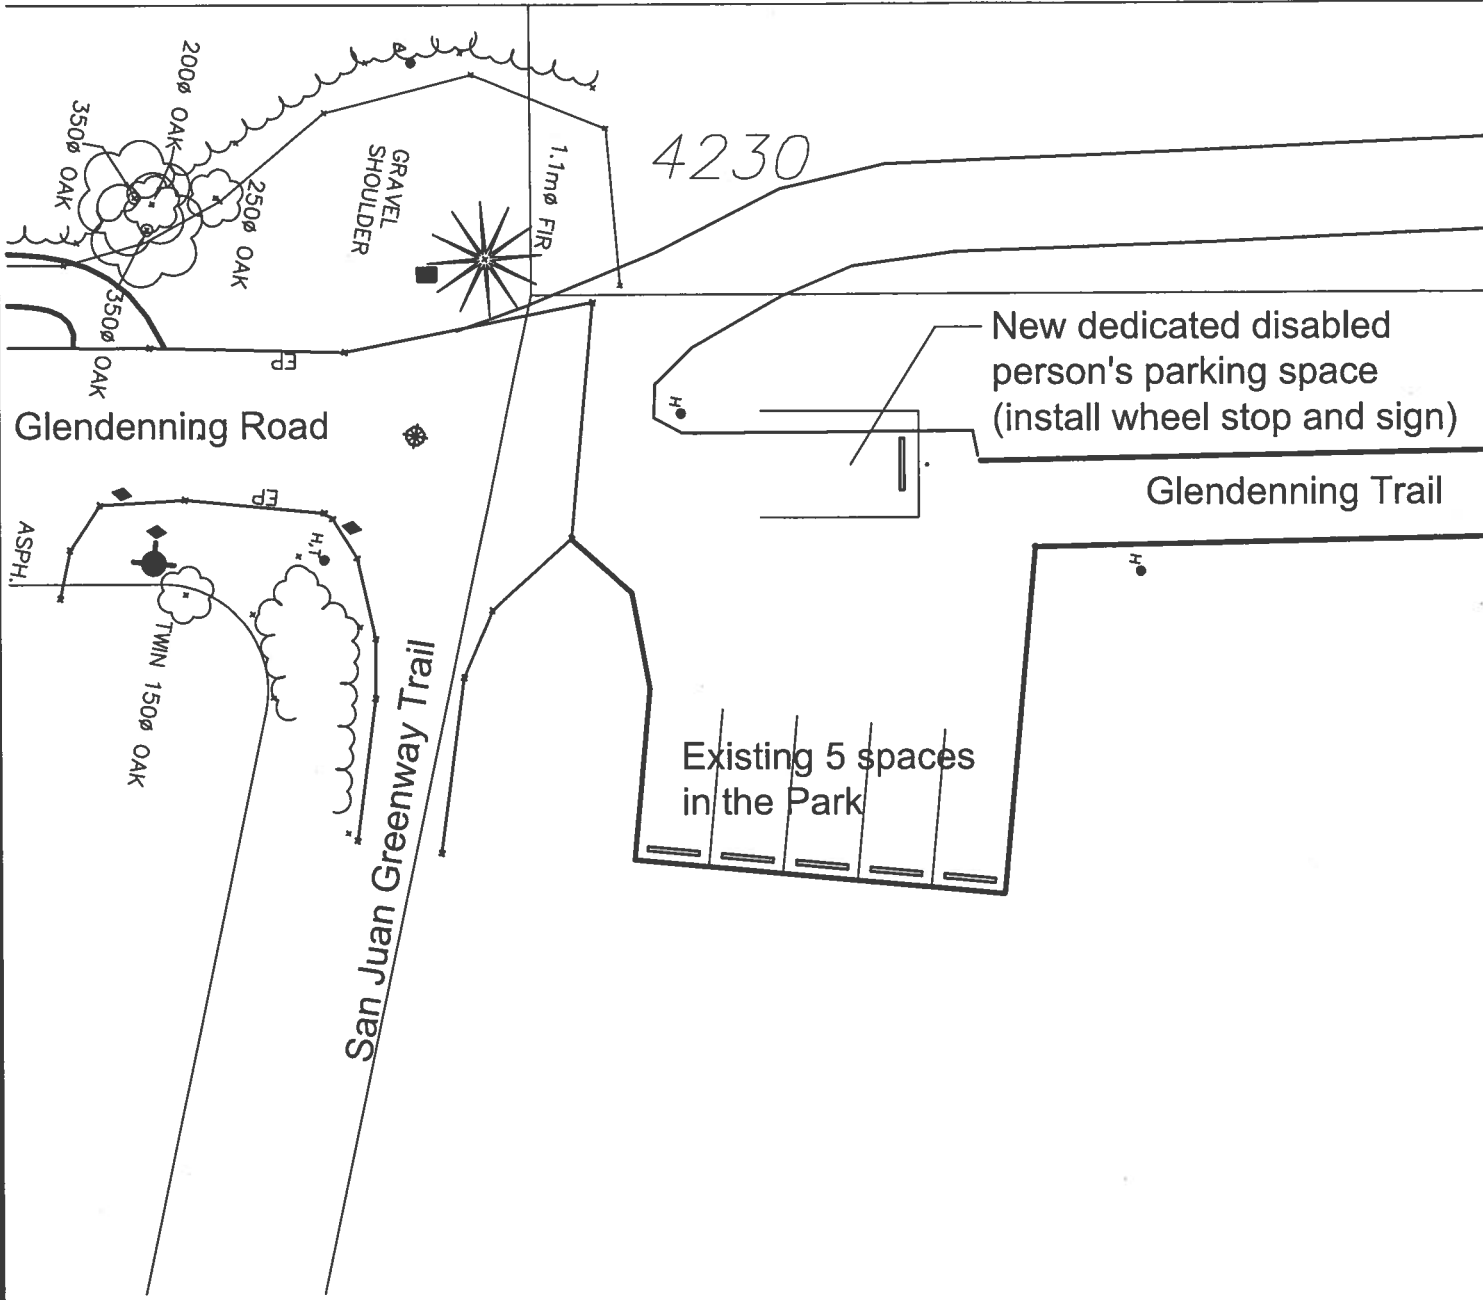 200ø OAK
350ø OAK
250ø OAK
350ø OAK
GRAVEL
SHOULDER
1.1mø FIR
4230
EP
New dedicated disabled
person's parking space
(install wheel stop and sign)
H
Glendenning Road
Glendenning Trail
EP
ASPH.
H,T
H
TWIN 150ø OAK
San Juan Greenway Trail
Existing 5 spaces
in the Park